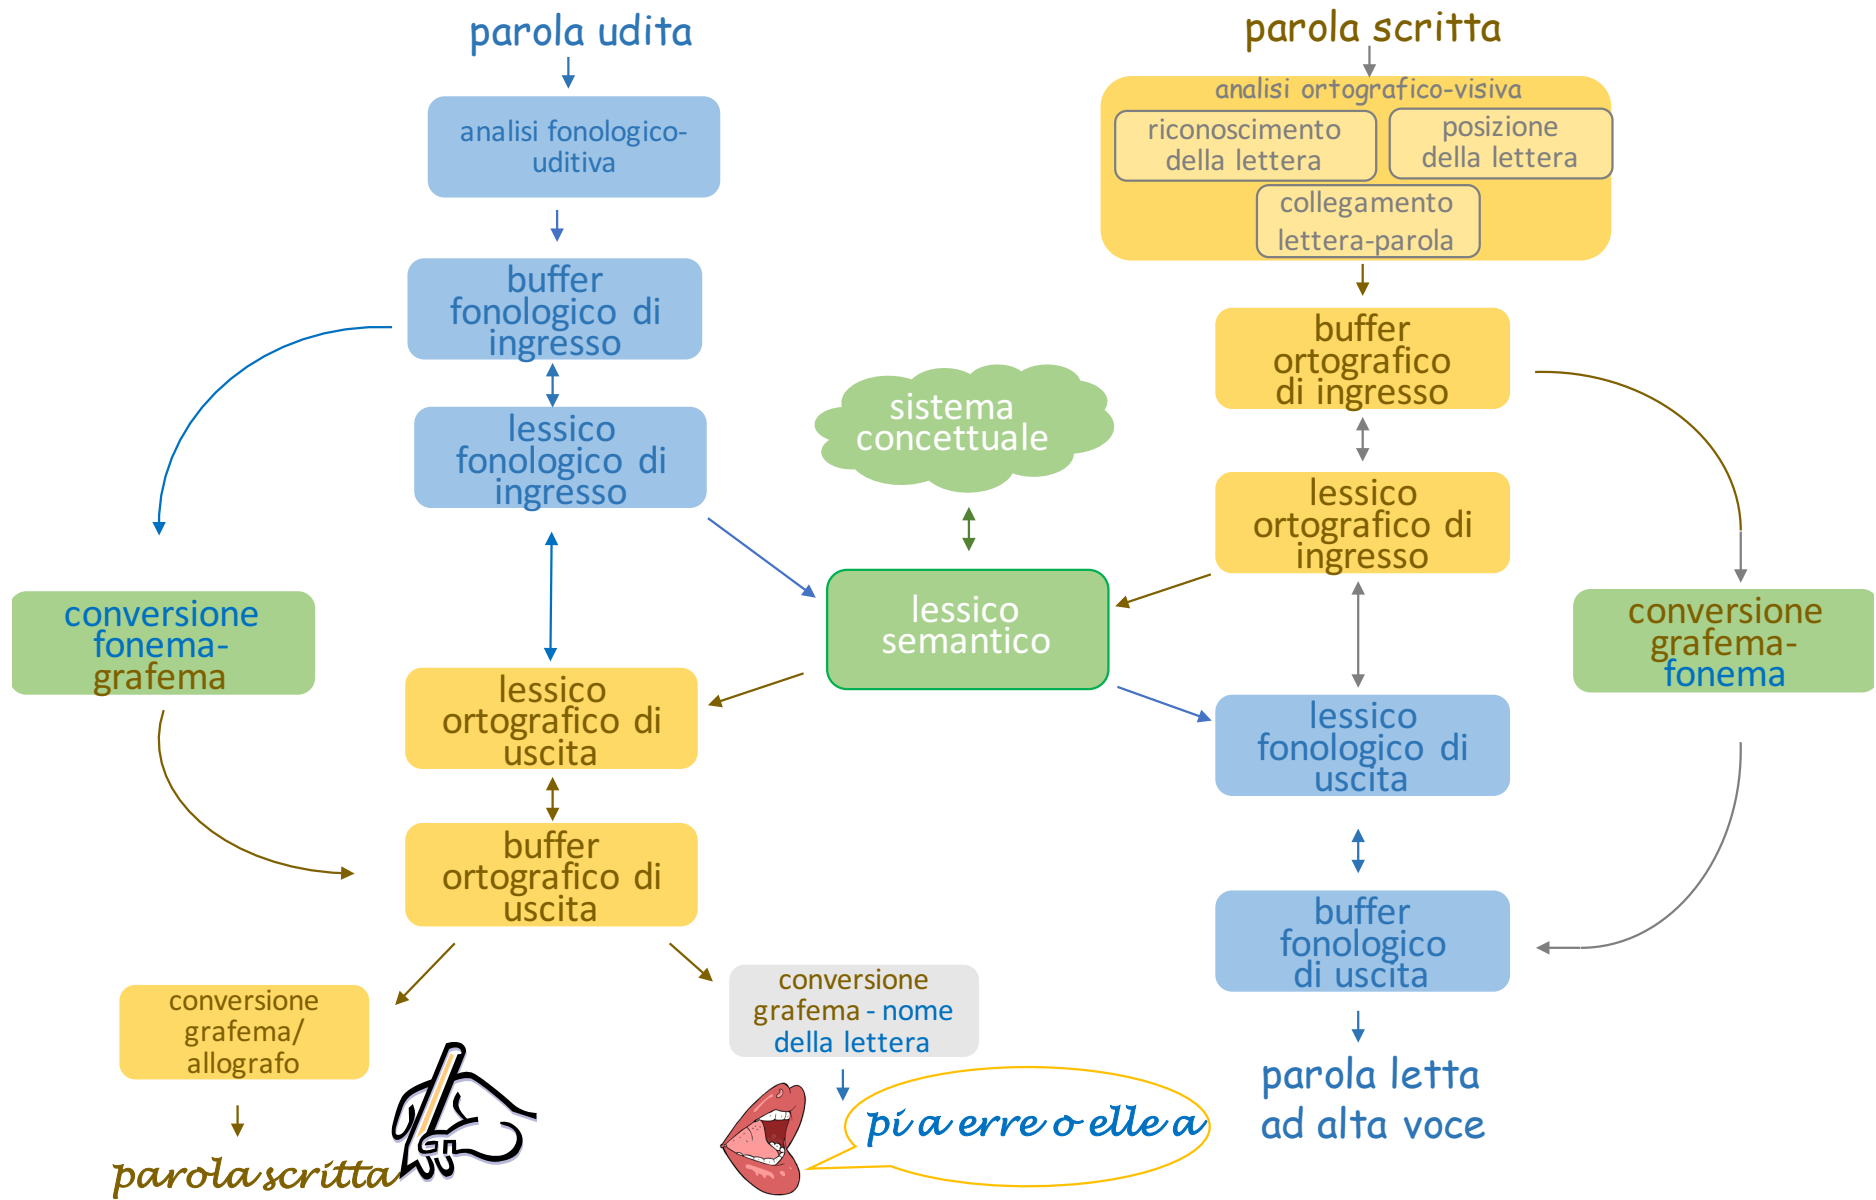 parola udita
analisi fonologico-
uditiva
buffer
fonologico di
ingresso
lessico
fonologico di
ingresso
conversione
fonema-
grafema
lessico
ortografico di
uscita
buffer
ortografico di
uscita
conversione
grafema/
allografo
parola scritta
conversione
grafema - nome
della lettera
pi a erre o elle a
sistema
concettuale
lessico
semantico
parola scritta
analisi ortografico-visiva
riconoscimento
della lettera
posizione
della lettera
collegamento
lettera-parola
buffer
ortografico
di ingresso
lessico
ortografico di
ingresso
conversione
grafema-
fonema
lessico
fonologico di
uscita
buffer
fonologico
di uscita
parola letta
ad alta voce